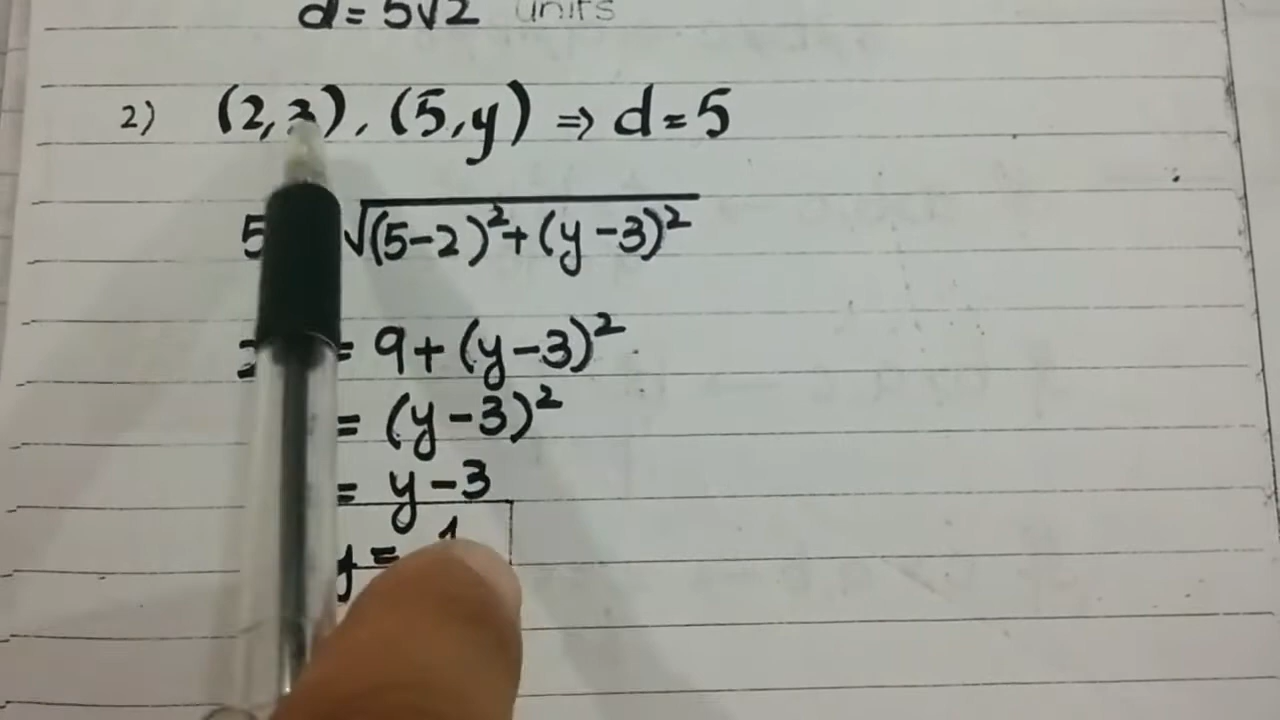 d = 5√2 units
2) (2,3), (5,y) ⇒ d = 5
5 √(5-2)²+(y-3)²
= 9+(y-3)²
= (y-3)²
= y-3
y =